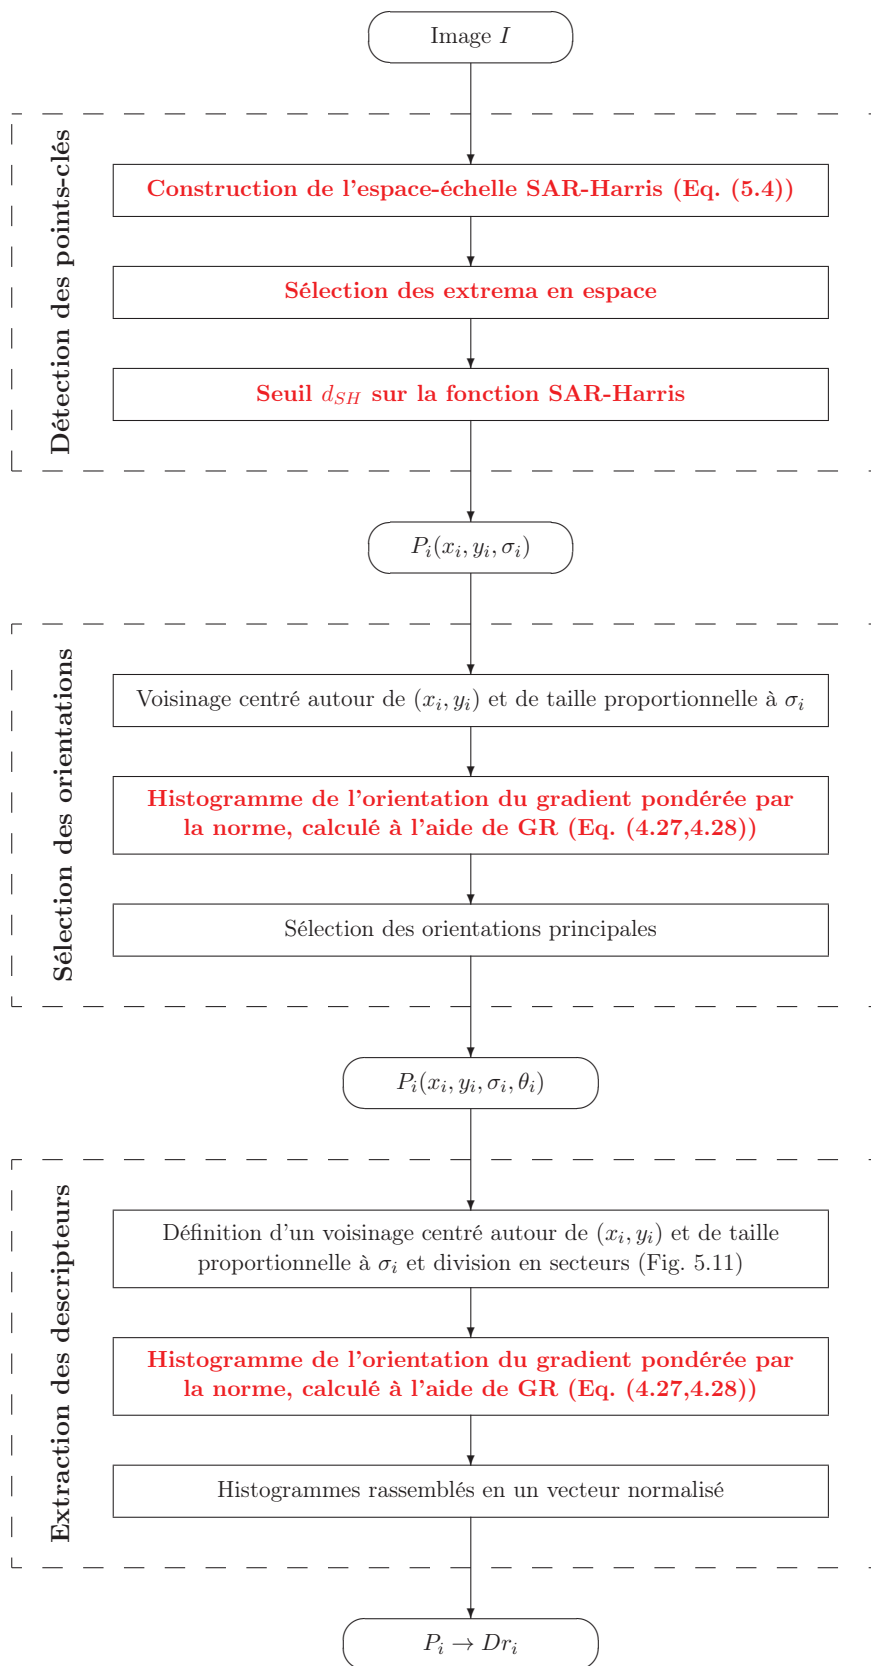 Image I
Détection des points-clés
Construction de l'espace-échelle SAR-Harris (Eq. (5.4))
Sélection des extrema en espace
Seuil d_{SH} sur la fonction SAR-Harris
P_i(x_i, y_i, σ_i)
Sélection des orientations
Voisinage centré autour de (x_i, y_i) et de taille proportionnelle à σ_i
Histogramme de l'orientation du gradient pondérée par
la norme, calculé à l'aide de GR (Eq. (4.27,4.28))
Sélection des orientations principales
P_i(x_i, y_i, σ_i, θ_i)
Extraction des descripteurs
Définition d'un voisinage centré autour de (x_i, y_i) et de taille
proportionnelle à σ_i et division en secteurs (Fig. 5.11)
Histogramme de l'orientation du gradient pondérée par
la norme, calculé à l'aide de GR (Eq. (4.27,4.28))
Histogrammes rassemblés en un vecteur normalisé
P_i → Dr_i